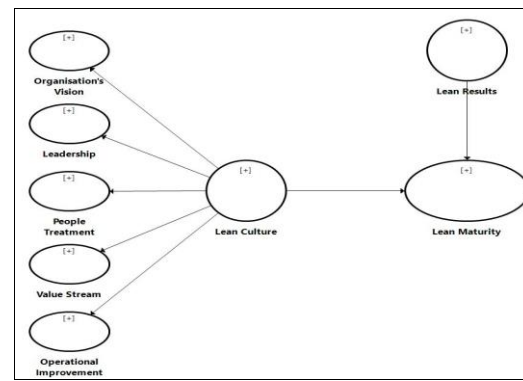 [+]
Organisation's
Vision
[+]
Leadership
[+]
People
Treatment
[+]
Value Stream
[+]
Operational
Improvement
[+]
Lean Culture
[+]
Lean Results
[+]
Lean Maturity